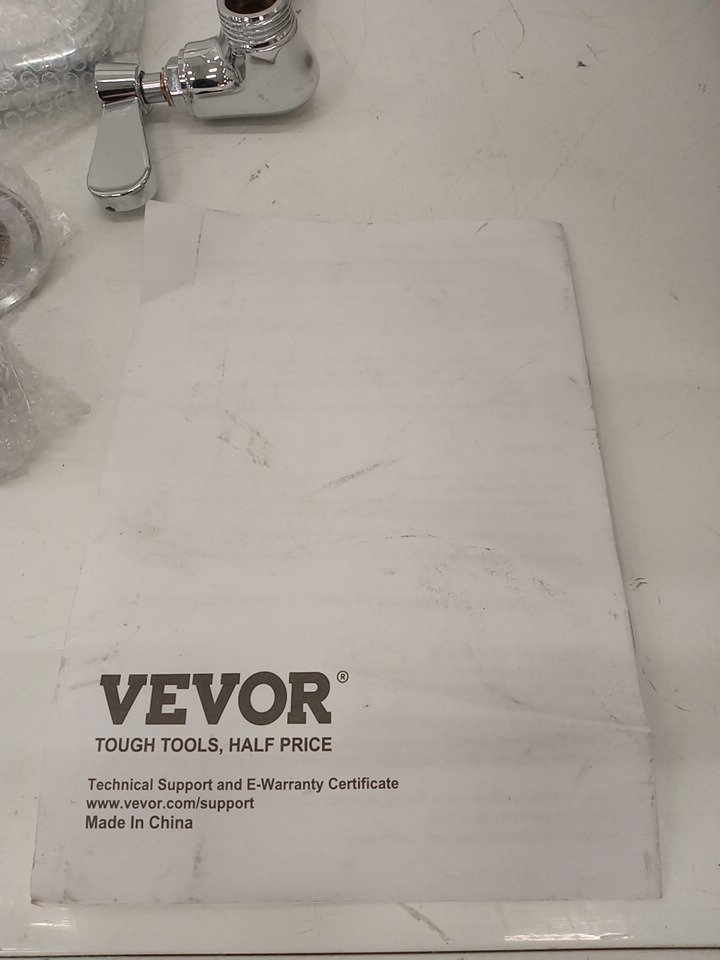 VEVOR®
TOUGH TOOLS, HALF PRICE
Technical Support and E-Warranty Certificate
www.vevor.com/support
Made In China